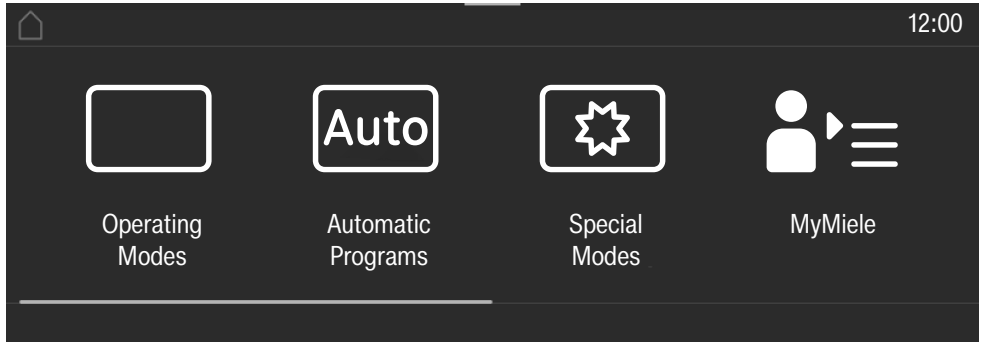 12:00
Auto
Operating
Modes
Automatic
Programs
Special
Modes
MyMiele